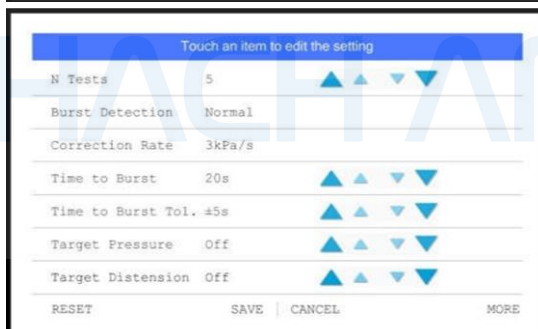 Touch an item to edit the setting
N Tests 5
Burst Detection Normal
Correction Rate 3kPa/s
Time to Burst 20s
Time to Burst Tol. ±5s
Target Pressure Off
Target Distension Off
RESET SAVE | CANCEL MORE